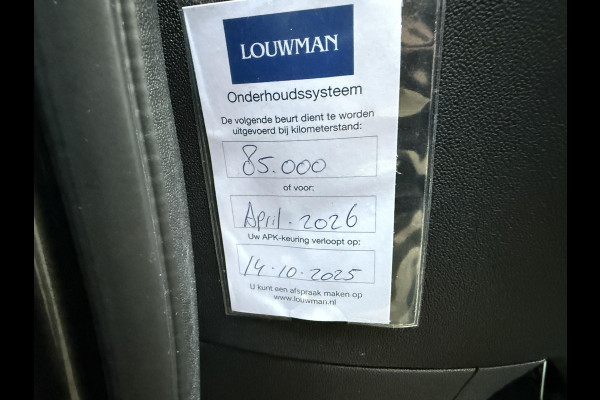 LOUWMAN
Onderhoudssysteem
De volgende beurt dient te worden
uitgevoerd bij kilometerstand:
85.000
of voor:
April. 2026
Uw APK-keuring verloopt op:
14.10.2025
U kunt een afspraak maken op
www.louwman.nl